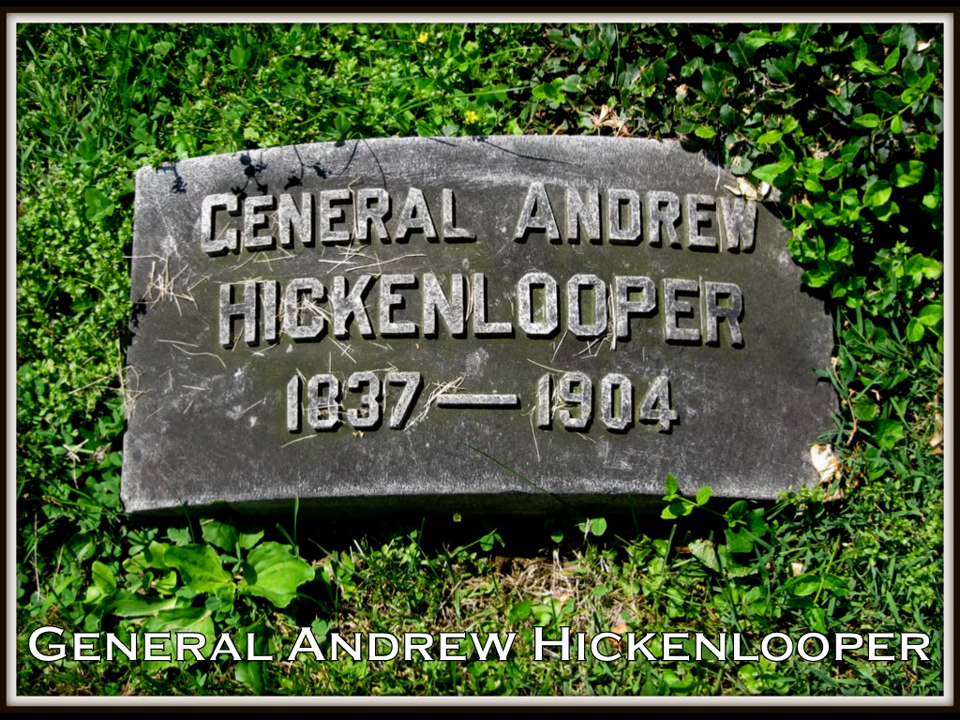 GENERAL ANDREW
HICKENLOOPER
1837 — 1904
GENERAL ANDREW HICKENLOOPER